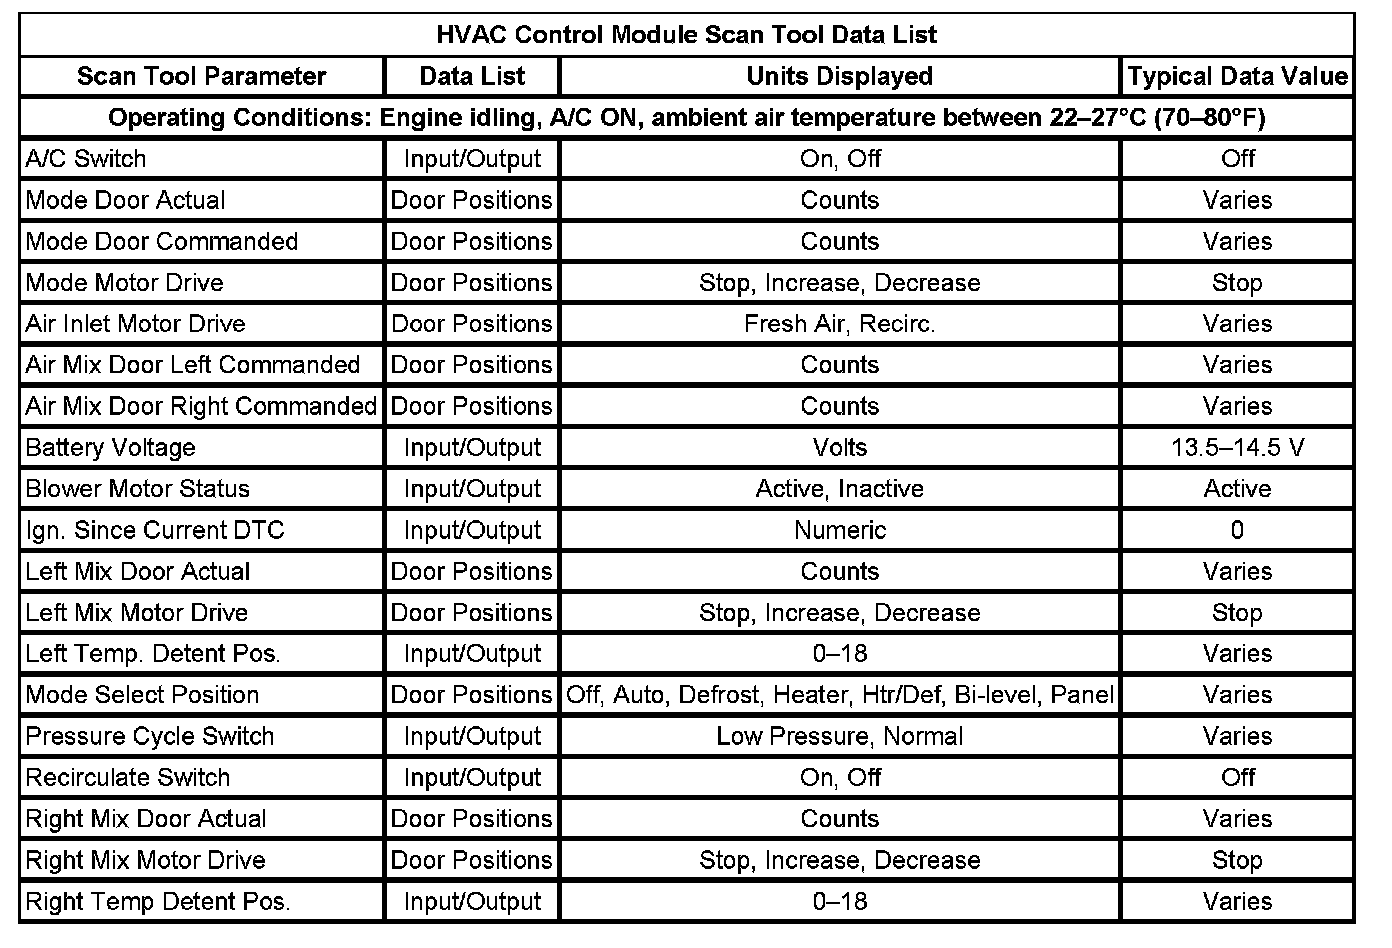 HVAC Control Module Scan Tool Data List
Scan Tool Parameter Data List Units Displayed Typical Data Value
Operating Conditions: Engine idling, A/C ON, ambient air temperature between 22–27°C (70–80°F)
A/C Switch Input/Output On, Off Off
Mode Door Actual Door Positions Counts Varies
Mode Door Commanded Door Positions Counts Varies
Mode Motor Drive Door Positions Stop, Increase, Decrease Stop
Air Inlet Motor Drive Door Positions Fresh Air, Recirc. Varies
Air Mix Door Left Commanded Door Positions Counts Varies
Air Mix Door Right Commanded Door Positions Counts Varies
Battery Voltage Input/Output Volts 13.5–14.5 V
Blower Motor Status Input/Output Active, Inactive Active
Ign. Since Current DTC Input/Output Numeric 0
Left Mix Door Actual Door Positions Counts Varies
Left Mix Motor Drive Door Positions Stop, Increase, Decrease Stop
Left Temp. Detent Pos. Input/Output 0–18 Varies
Mode Select Position Door Positions Off, Auto, Defrost, Heater, Htr/Def, Bi-level, Panel Varies
Pressure Cycle Switch Input/Output Low Pressure, Normal Varies
Recirculate Switch Input/Output On, Off Off
Right Mix Door Actual Door Positions Counts Varies
Right Mix Motor Drive Door Positions Stop, Increase, Decrease Stop
Right Temp Detent Pos. Input/Output 0–18 Varies